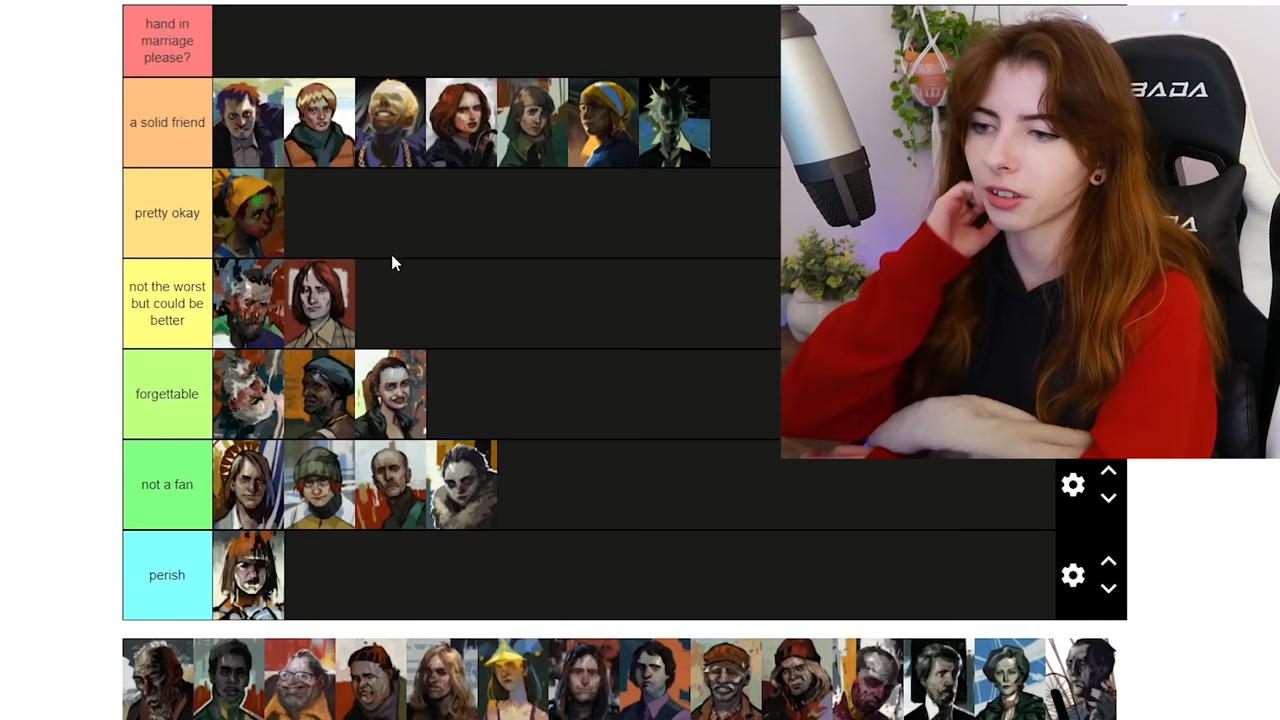 hand in
marriage
please?
a solid friend
pretty okay
not the worst
but could be
better
forgettable
not a fan
perish
BADA